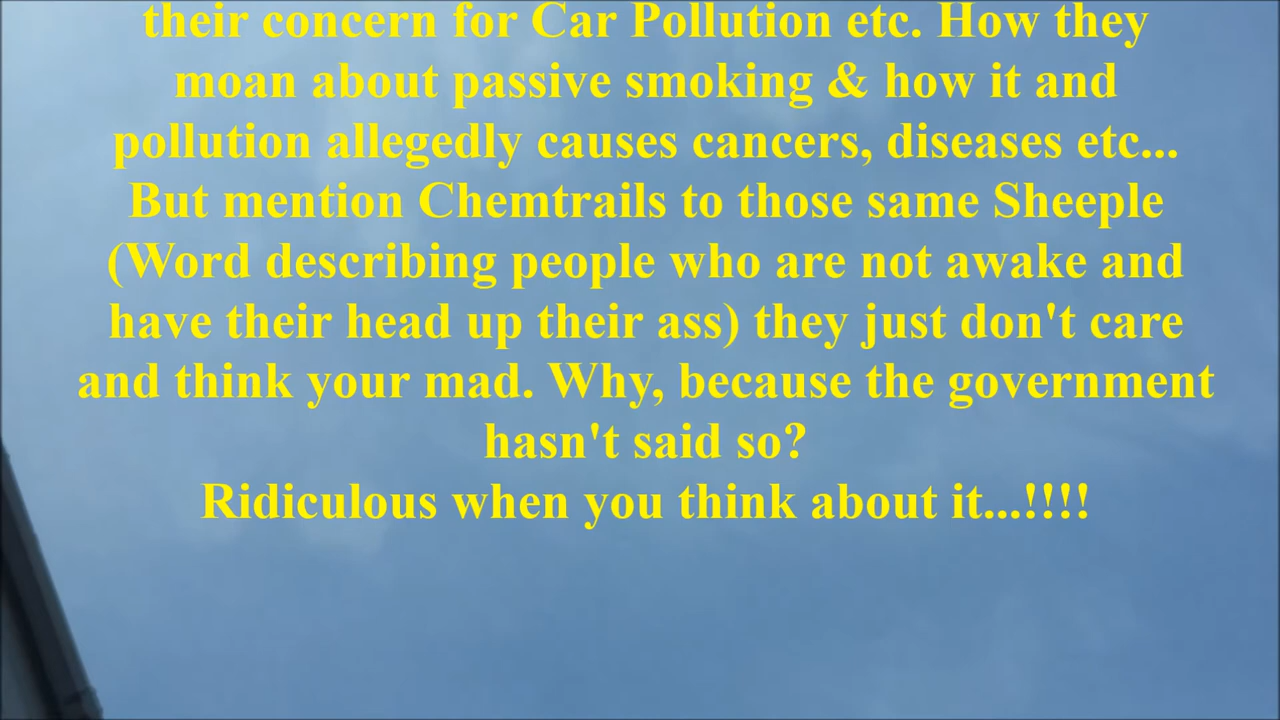 their concern for Car Pollution etc. How they
moan about passive smoking & how it and
pollution allegedly causes cancers, diseases etc...
But mention Chemtrails to those same Sheeple
(Word describing people who are not awake and
have their head up their ass) they just don't care
and think your mad. Why, because the government
hasn't said so?
Ridiculous when you think about it...!!!!